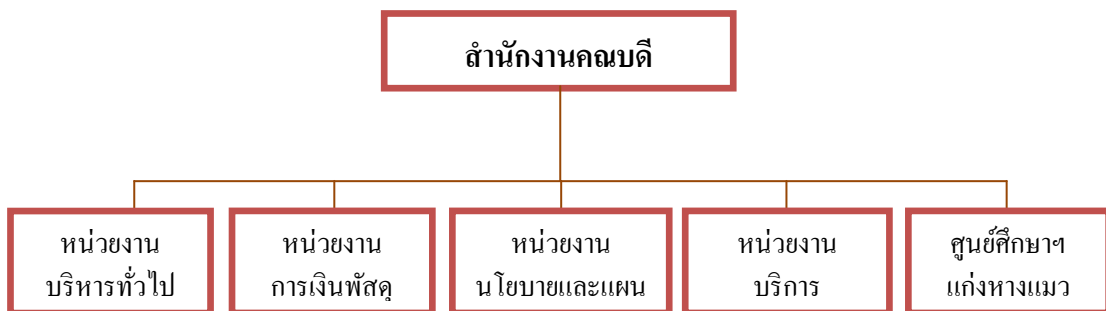 สำนักงานคณบดี
หน่วยงาน
บริหารทั่วไป
หน่วยงาน
การเงินพัสดุ
หน่วยงาน
นโยบายและแผน
หน่วยงาน
บริการ
ศูนย์ศึกษาฯ
แก่งหางแมว